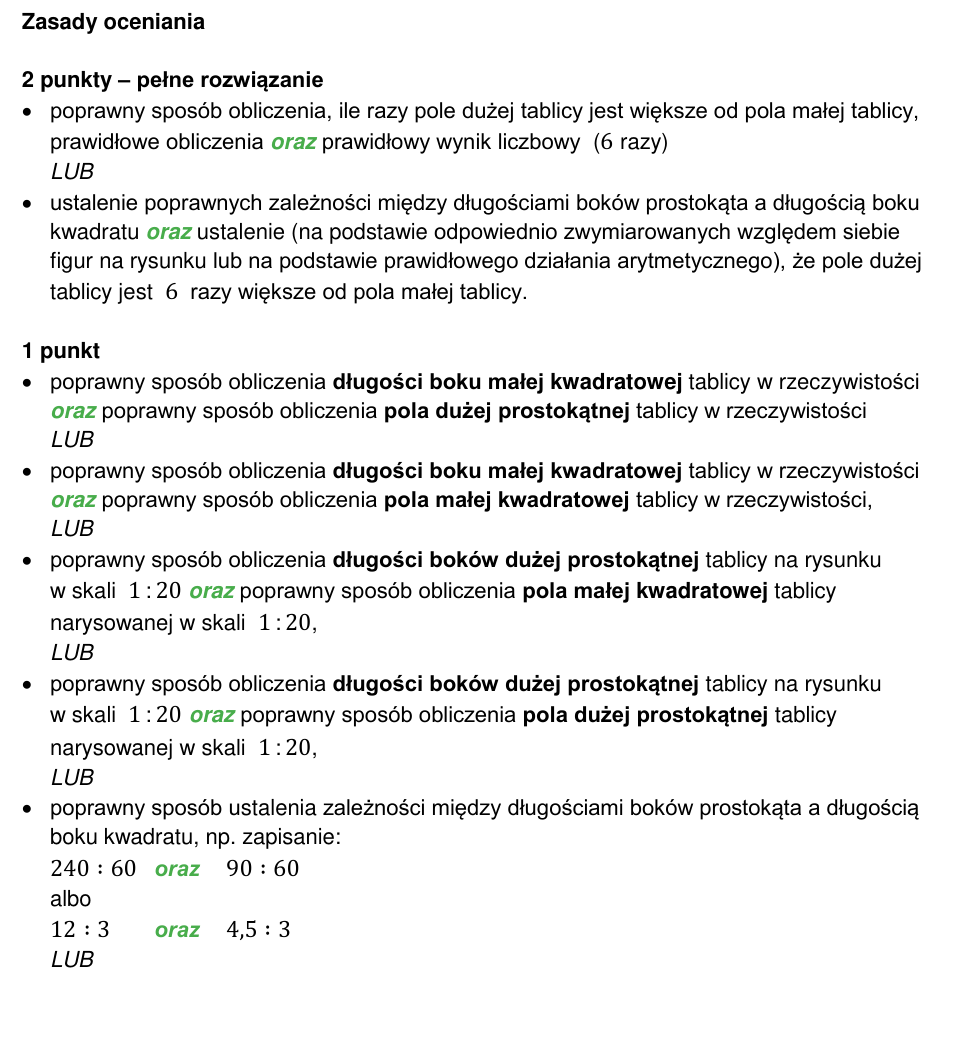 Zasady oceniania
2 punkty – pełne rozwiązanie
• poprawny sposób obliczenia, ile razy pole dużej tablicy jest większe od pola małej tablicy,
prawidłowe obliczenia oraz prawidłowy wynik liczbowy (6 razy)
LUB
• ustalenie poprawnych zależności między długościami boków prostokąta a długością boku
kwadratu oraz ustalenie (na podstawie odpowiednio zwymiarowanych względem siebie
figur na rysunku lub na podstawie prawidłowego działania arytmetycznego), że pole dużej
tablicy jest 6 razy większe od pola małej tablicy.
1 punkt
• poprawny sposób obliczenia długości boku małej kwadratowej tablicy w rzeczywistości
oraz poprawny sposób obliczenia pola dużej prostokątnej tablicy w rzeczywistości
LUB
• poprawny sposób obliczenia długości boku małej kwadratowej tablicy w rzeczywistości
oraz poprawny sposób obliczenia pola małej kwadratowej tablicy w rzeczywistości,
LUB
• poprawny sposób obliczenia długości boków dużej prostokątnej tablicy na rysunku
w skali 1 : 20 oraz poprawny sposób obliczenia pola małej kwadratowej tablicy
narysowanej w skali 1 : 20,
LUB
• poprawny sposób obliczenia długości boków dużej prostokątnej tablicy na rysunku
w skali 1 : 20 oraz poprawny sposób obliczenia pola dużej prostokątnej tablicy
narysowanej w skali 1 : 20,
LUB
• poprawny sposób ustalenia zależności między długościami boków prostokąta a długością
boku kwadratu, np. zapisanie:
240 : 60 oraz 90 : 60
albo
12 : 3 oraz 4,5 : 3
LUB